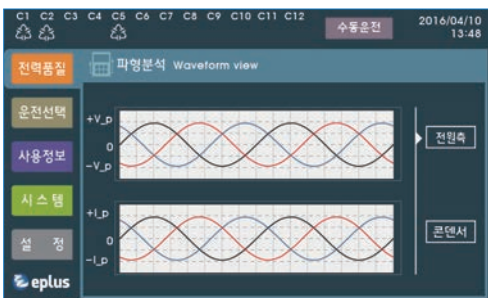 C1 C2 C3 C4 C5 C6 C7 C8 C9 C10 C11 C12
수동운전
2016/04/10
13:48
전력품질
파형분석 Waveform view
운전선택
사용정보
시스템
설 정
eplus
+V_p
0
-V_p
전원측
+I_p
0
-I_p
콘덴서